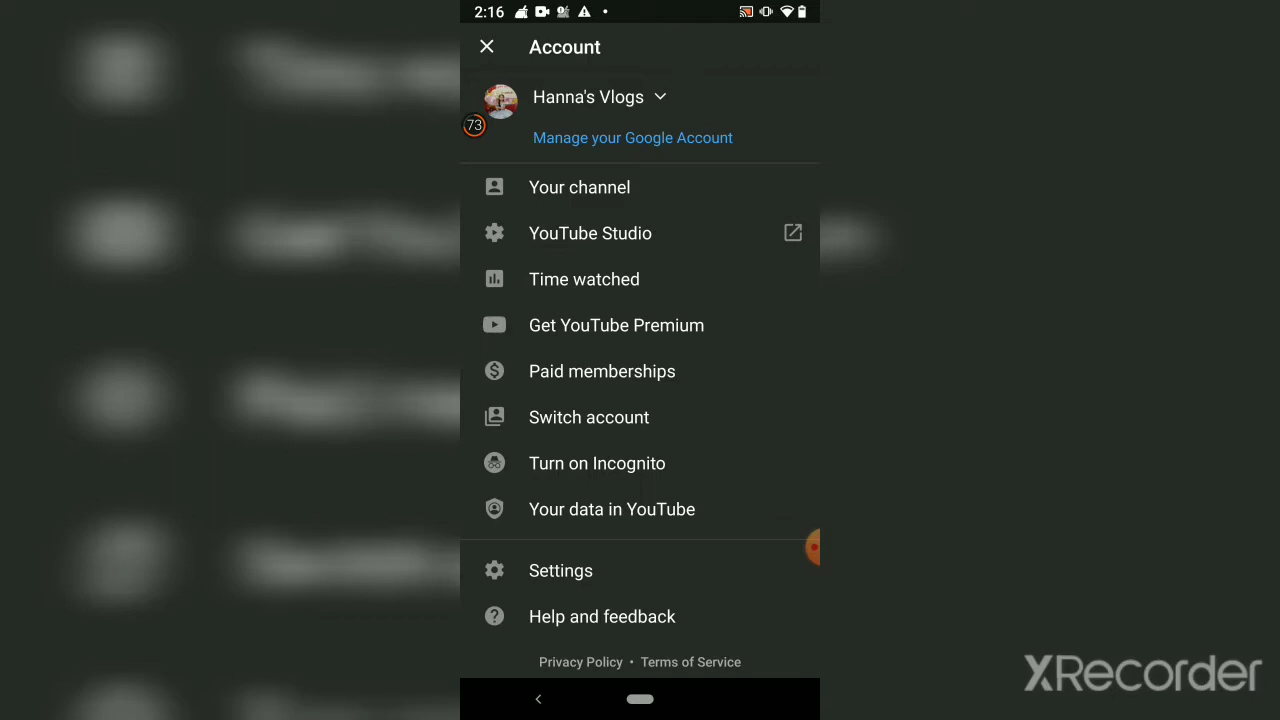 2:16
Account
Hanna's Vlogs
73
Manage your Google Account
Your channel
YouTube Studio
Time watched
Get YouTube Premium
Paid memberships
Switch account
Turn on Incognito
Your data in YouTube
Settings
Help and feedback
Privacy Policy • Terms of Service
XRecorder